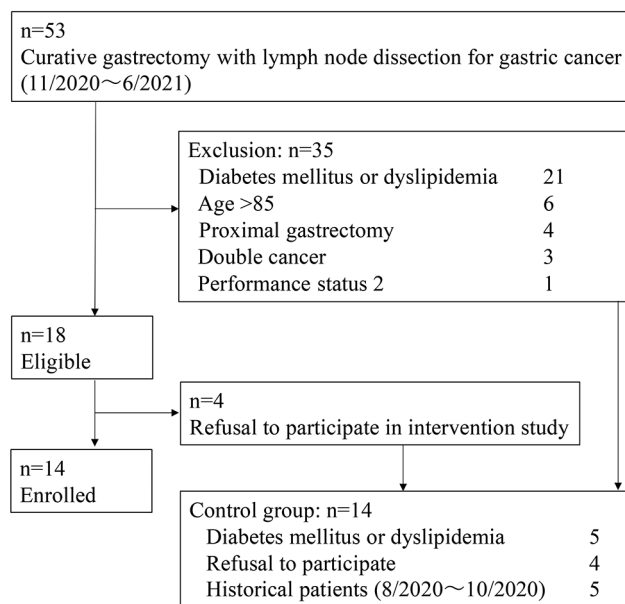 n=53
Curative gastrectomy with lymph node dissection for gastric cancer
(11/2020～6/2021)
Exclusion: n=35
Diabetes mellitus or dyslipidemia 21
Age >85 6
Proximal gastrectomy 4
Double cancer 3
Performance status 2 1
n=18
Eligible
n=4
Refusal to participate in intervention study
n=14
Enrolled
Control group: n=14
Diabetes mellitus or dyslipidemia 5
Refusal to participate 4
Historical patients (8/2020～10/2020) 5